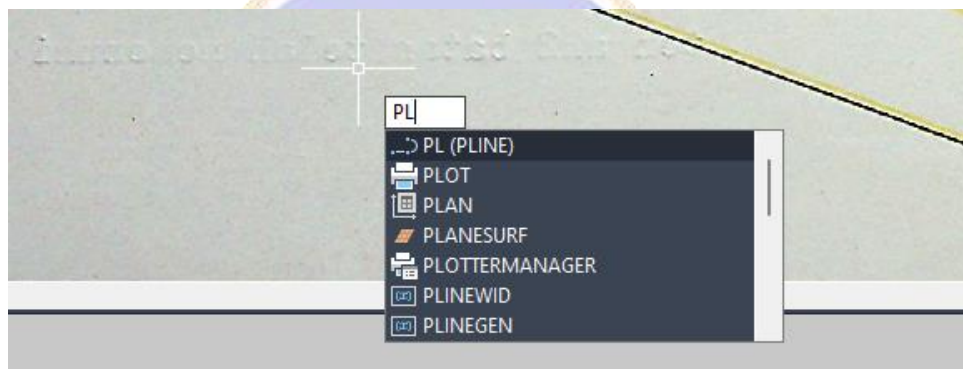 PL
PL (PLINE)
PLOT
PLAN
PLANESURF
PLOTTERMANAGER
PLINEWID
PLINEGEN